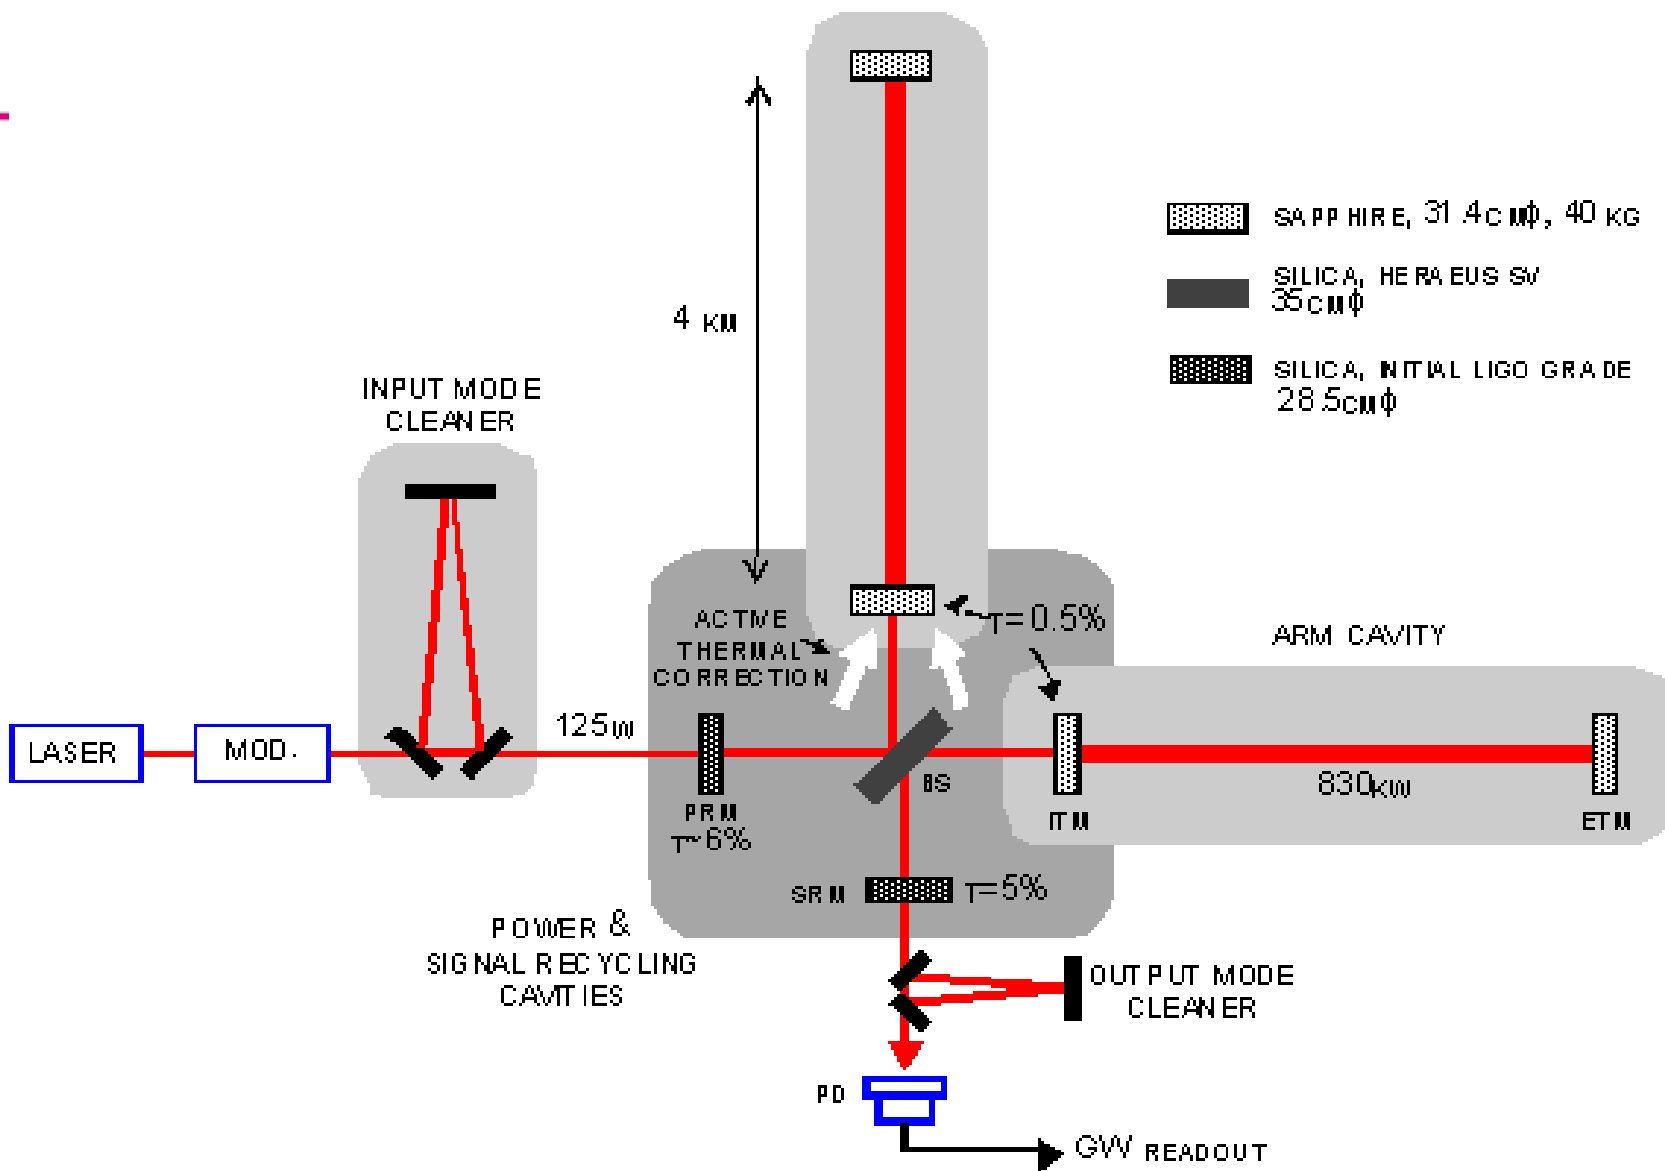 SAPPHIRE, 31.4CMϕ, 40 KG
SILICA, HERAEUS SV
35CMϕ
4 KM
SILICA, INITIAL LIGO GRADE
28.5CMϕ
INPUT MODE
CLEANER
ACTIVE
THERMAL
CORRECTION
T=0.5%
ARM CAVITY
LASER
MOD.
125W
BS
830KW
PRM
T~6%
ITM
ETM
SRM
T=5%
POWER &
SIGNAL RECYCLING
CAVITIES
OUTPUT MODE
CLEANER
PD
GW READOUT